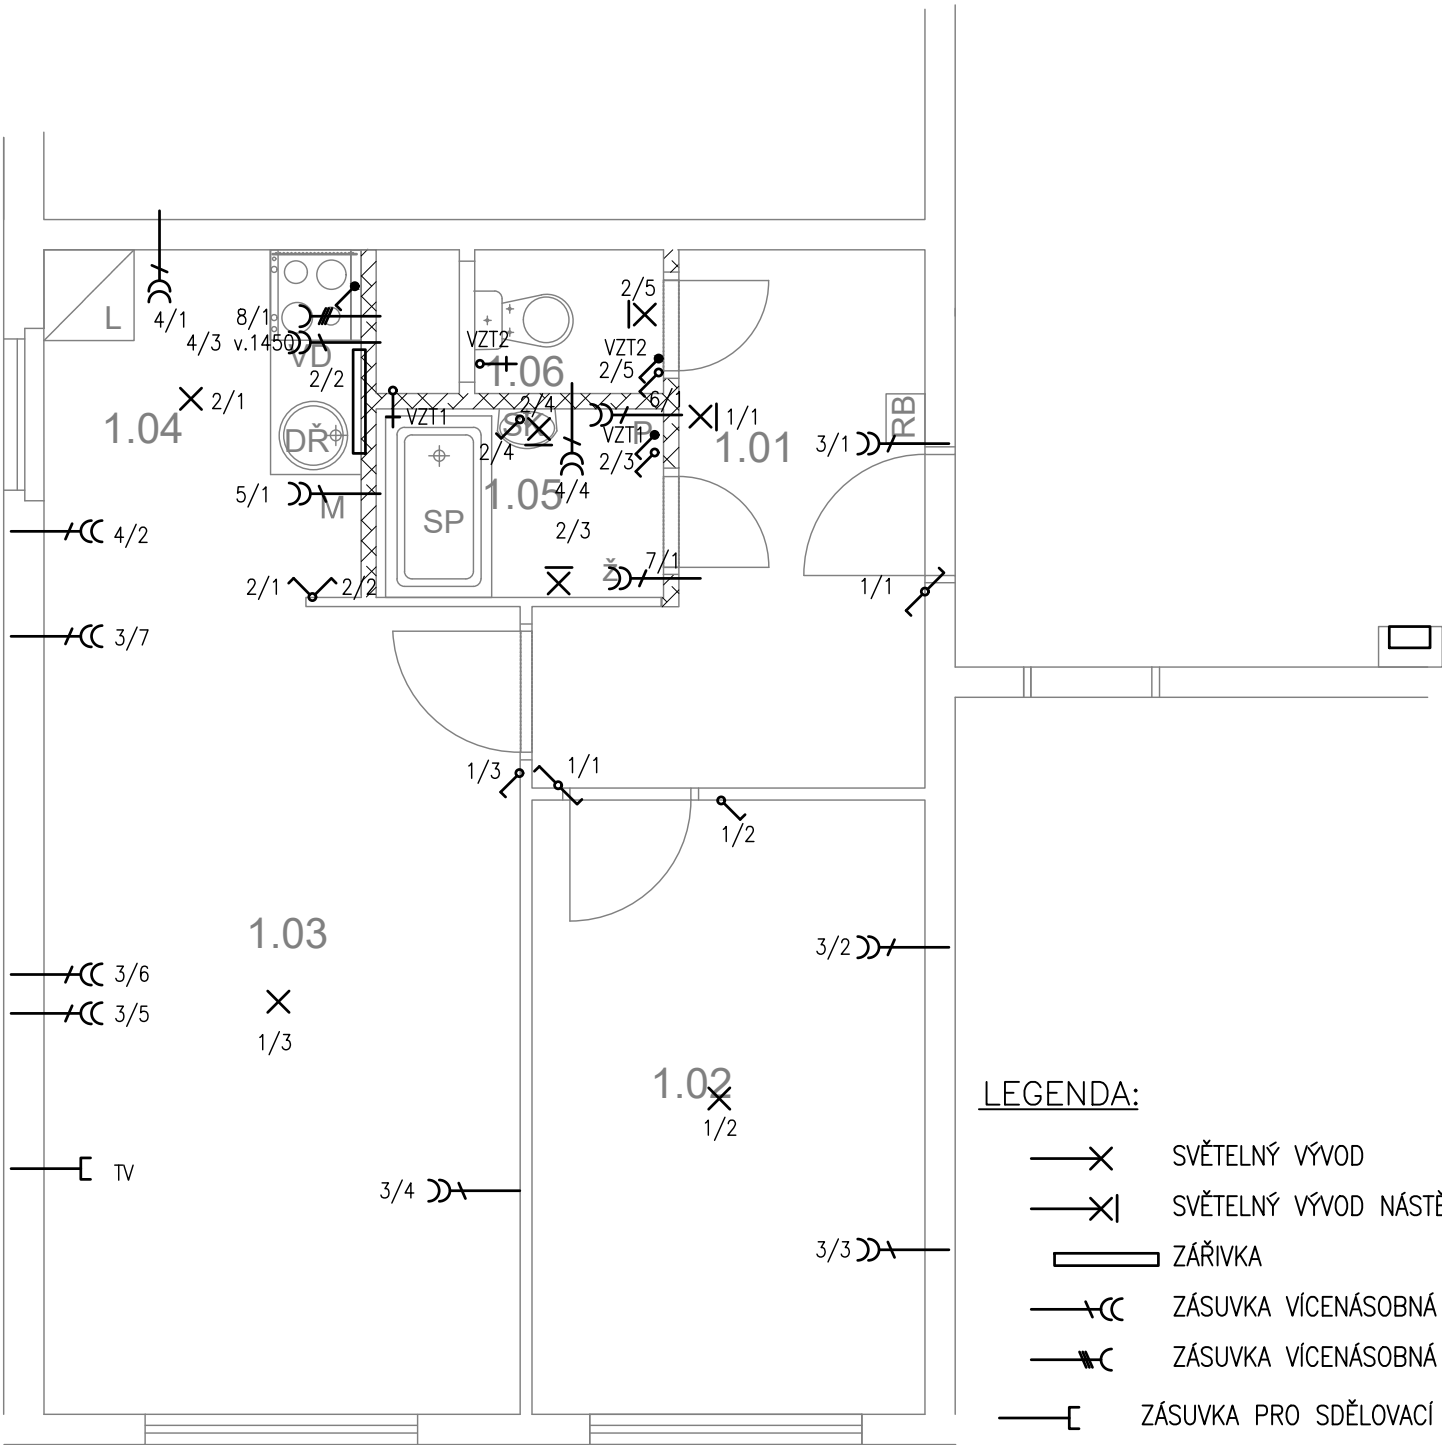 2/5
L
4/1
8/1
4/3 v.1450
VZT2
VZT2
VD
2/2
1.06
2/5
2/1
1.04
VZT1
2/4
6/1
1/1
RB
DŘ
2/4
VZT1
P
1.01
3/1
2/3
5/1
M
1.05
4/4
SP
4/2
2/3
Ž
7/1
2/1
2/2
1/1
3/7
1/3
1/1
1/2
1.03
3/2
3/6
3/5
1/3
1.02
1/2
TV
3/4
3/3
LEGENDA:
SVĚTELNÝ VÝVOD
SVĚTELNÝ VÝVOD
ZÁŘIVKA
ZÁSUVKA VÍCENÁSOBNÁ
ZÁSUVKA VÍCENÁSOBNÁ
ZÁSUVKA PRO SDĚLOVACÍ